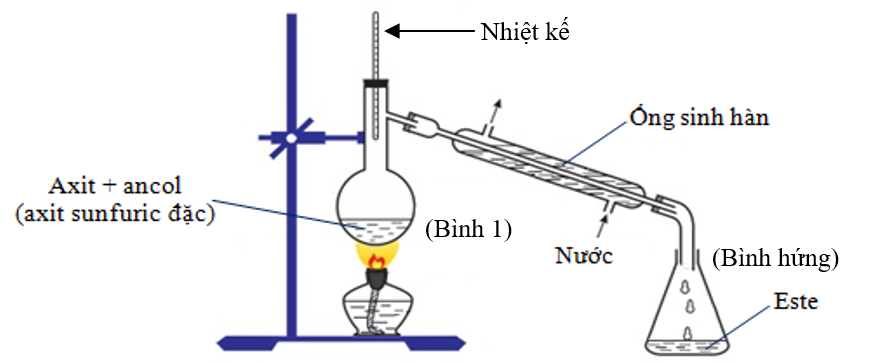 Nhiệt kế
Ống sinh hàn
Axit + ancol
(axit sunfuric đặc)
(Bình 1)
Nước
(Bình hứng)
Este